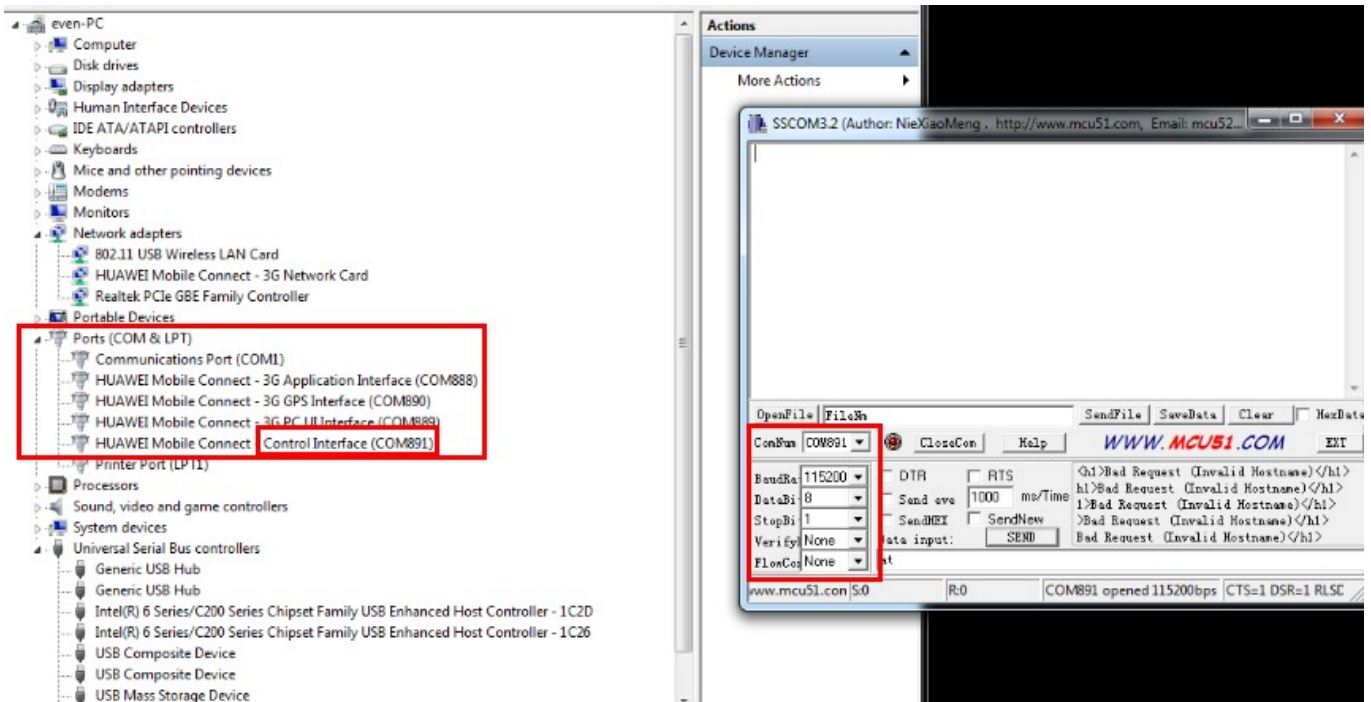 even-PC
Computer
Disk drives
Display adapters
Human Interface Devices
IDE ATA/ATAPI controllers
Keyboards
Mice and other pointing devices
Modems
Monitors
Network adapters
802.11 USB Wireless LAN Card
HUAWEI Mobile Connect - 3G Network Card
Realtek PCIe GBE Family Controller
Portable Devices
Ports (COM & LPT)
Communications Port (COM1)
HUAWEI Mobile Connect - 3G Application Interface (COM888)
HUAWEI Mobile Connect - 3G GPS Interface (COM890)
HUAWEI Mobile Connect - 3G PC UI Interface (COM889)
HUAWEI Mobile Connect - Control Interface (COM891)
Printer Port (LPT1)
Processors
Sound, video and game controllers
System devices
Universal Serial Bus controllers
Generic USB Hub
Generic USB Hub
Intel(R) 6 Series/C200 Series Chipset Family USB Enhanced Host Controller - 1C2D
Intel(R) 6 Series/C200 Series Chipset Family USB Enhanced Host Controller - 1C26
USB Composite Device
USB Composite Device
USB Mass Storage Device
Actions
Device Manager
More Actions
SSCOM3.2 (Author: NieXiaoMeng , http://www.mcu51.com, Email: mcu52...
OpenFile FileNm SendFile SaveData Clear HexData
ComNum COM891 CloseCom Help WWW.MCU51.COM EXT
BaudRa 115200 DTR RTS
DataBi 8 Send eve 1000 ms/Time
StopBi 1 SendHEX SendNew
Verify None Data input: SEND
FlowCon None at
<h1>Bad Request (Invalid Hostname)</h1>
h1>Bad Request (Invalid Hostname)</h1>
1>Bad Request (Invalid Hostname)</h1>
>Bad Request (Invalid Hostname)</h1>
Bad Request (Invalid Hostname)</h1>
www.mcu51.con S:0 R:0 COM891 opened 115200bps CTS=1 DSR=1 RLSD